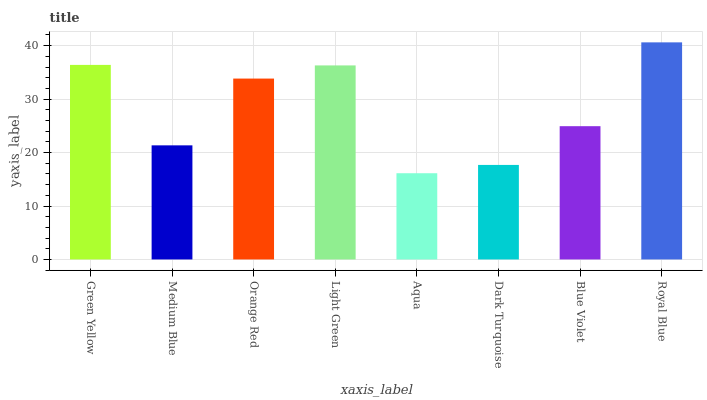 title
yaxis_label
40
30
20
10
0
Green Yellow
Medium Blue
Orange Red
Light Green
Aqua
Dark Turquoise
Blue Violet
Royal Blue
xaxis_label